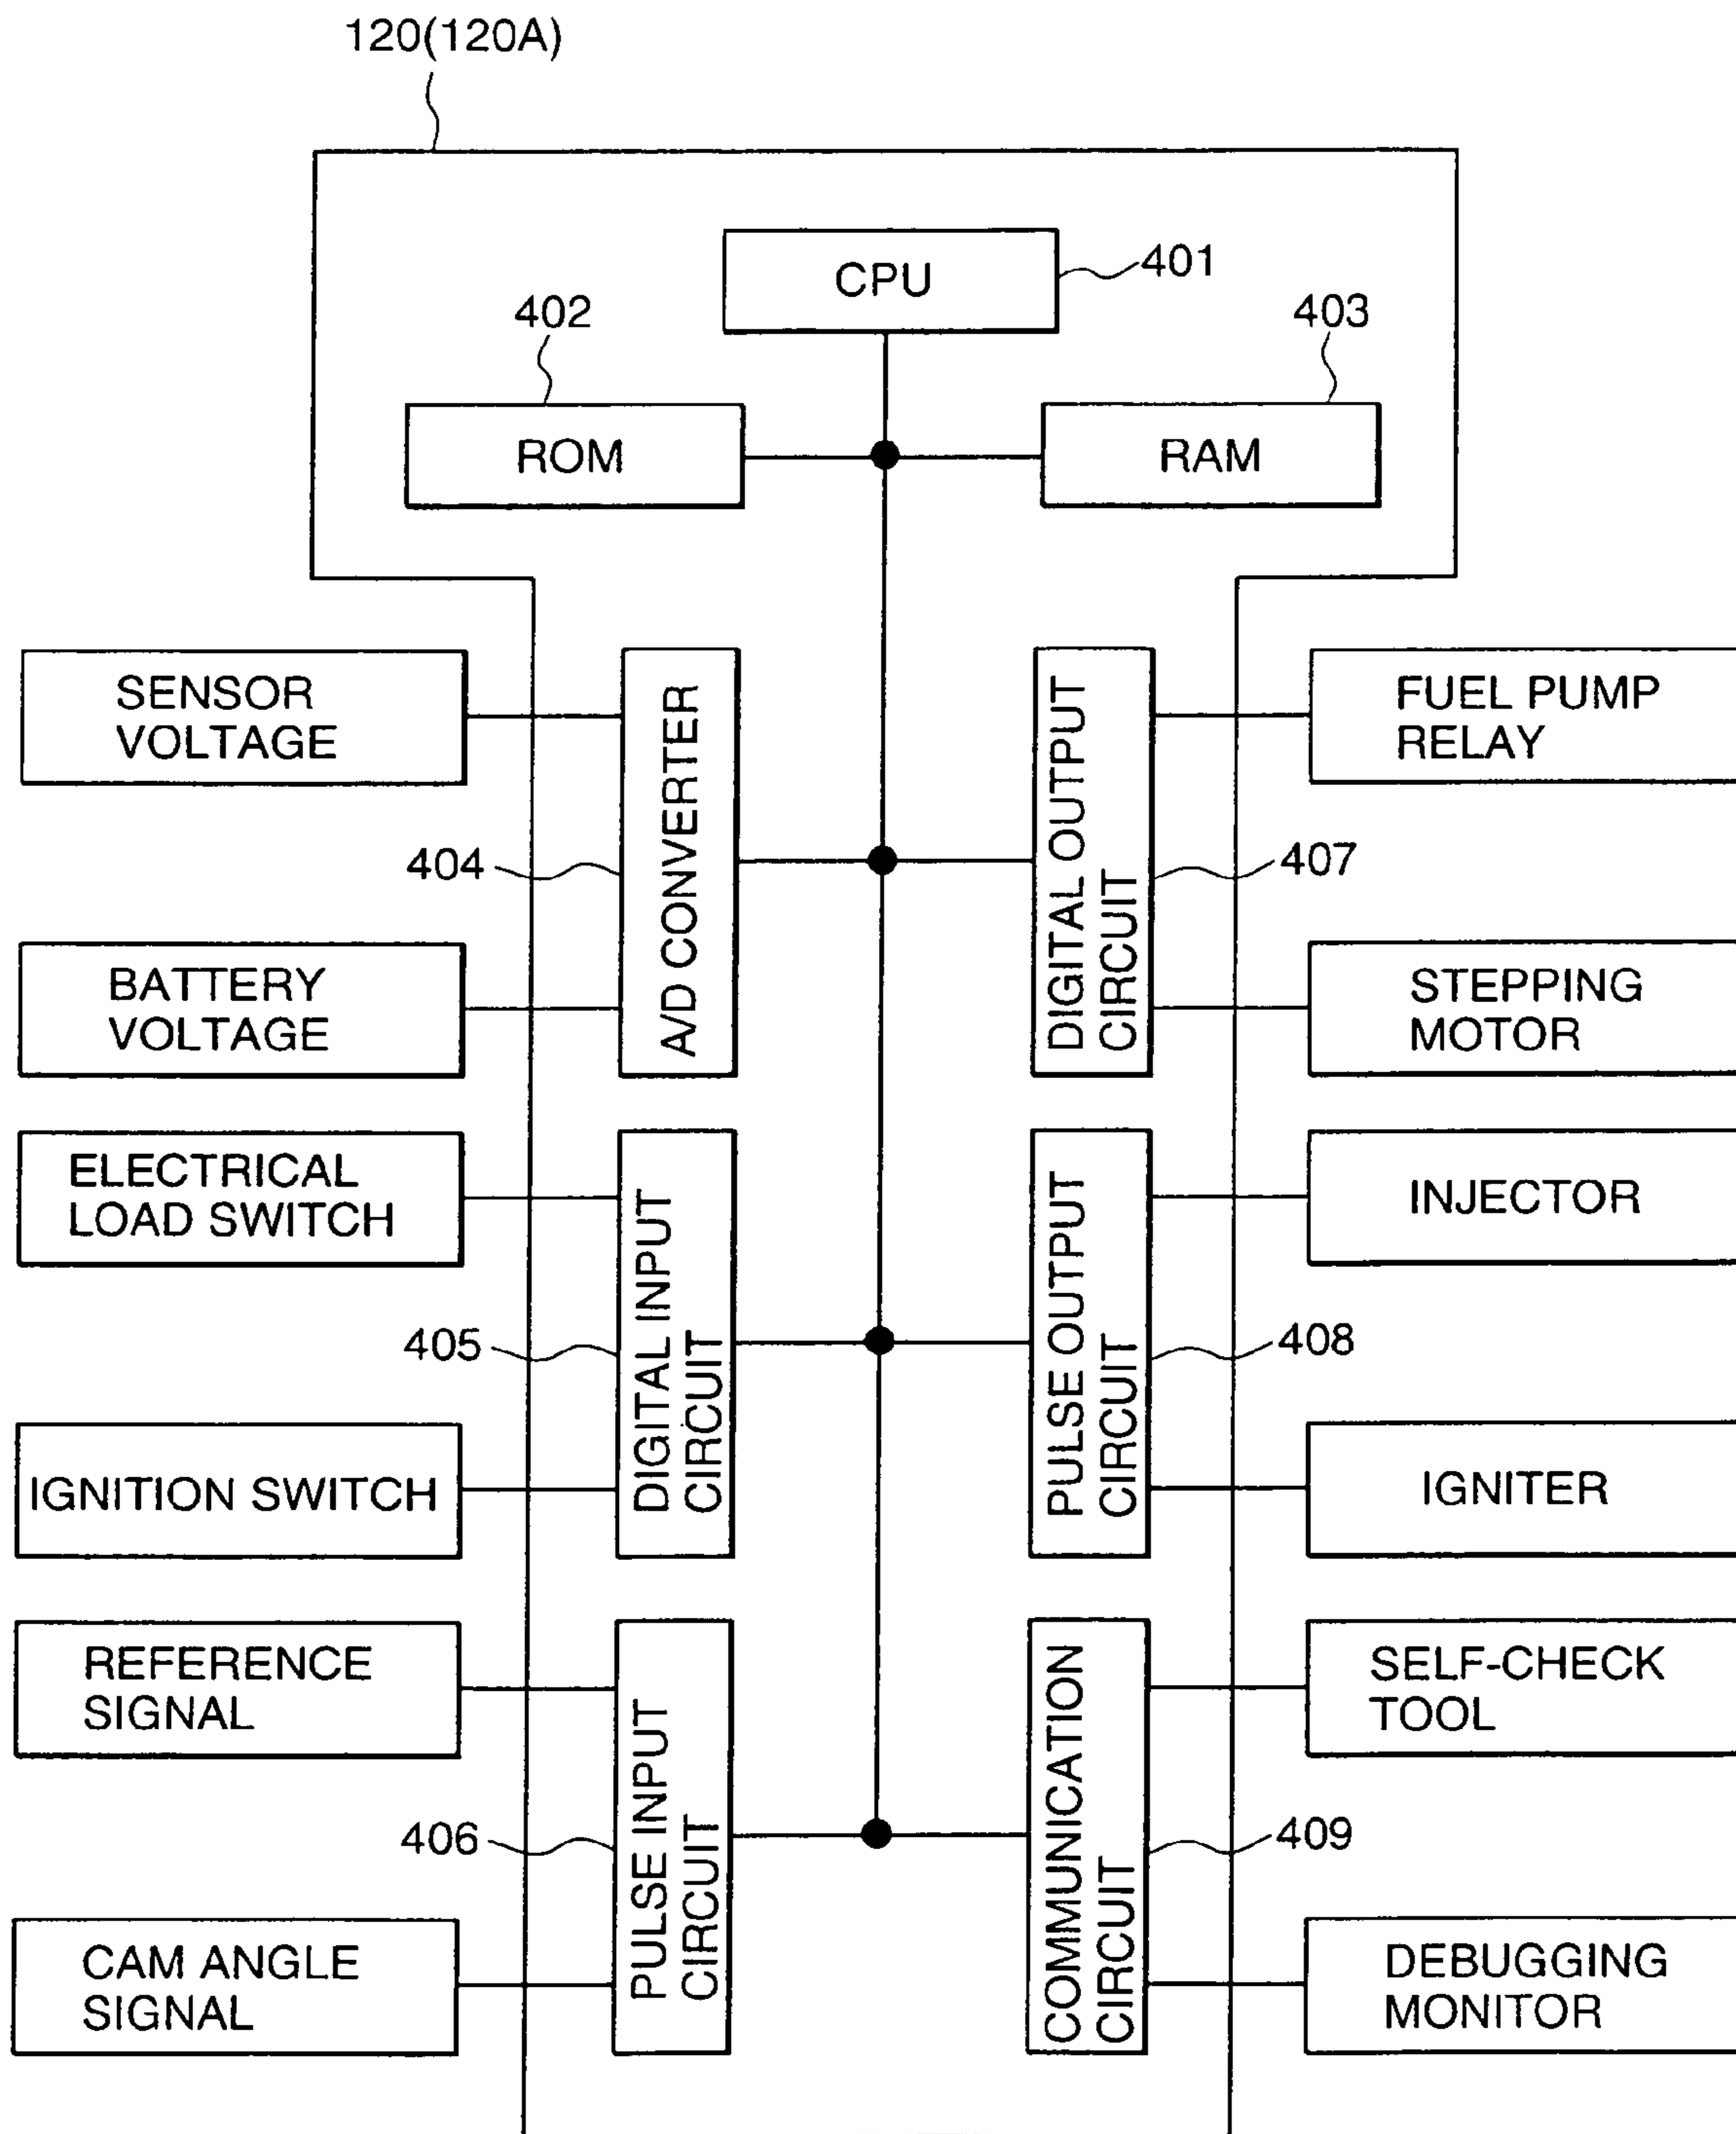 120(120A)
CPU
401
402
403
ROM
RAM
SENSOR
VOLTAGE
A/D CONVERTER
404
BATTERY
VOLTAGE
DIGITAL OUTPUT
CIRCUIT
407
FUEL PUMP
RELAY
STEPPING
MOTOR
ELECTRICAL
LOAD SWITCH
DIGITAL INPUT
CIRCUIT
405
IGNITION SWITCH
PULSE OUTPUT
CIRCUIT
408
INJECTOR
IGNITER
REFERENCE
SIGNAL
PULSE INPUT
CIRCUIT
406
CAM ANGLE
SIGNAL
COMMUNICATION
CIRCUIT
409
SELF-CHECK
TOOL
DEBUGGING
MONITOR